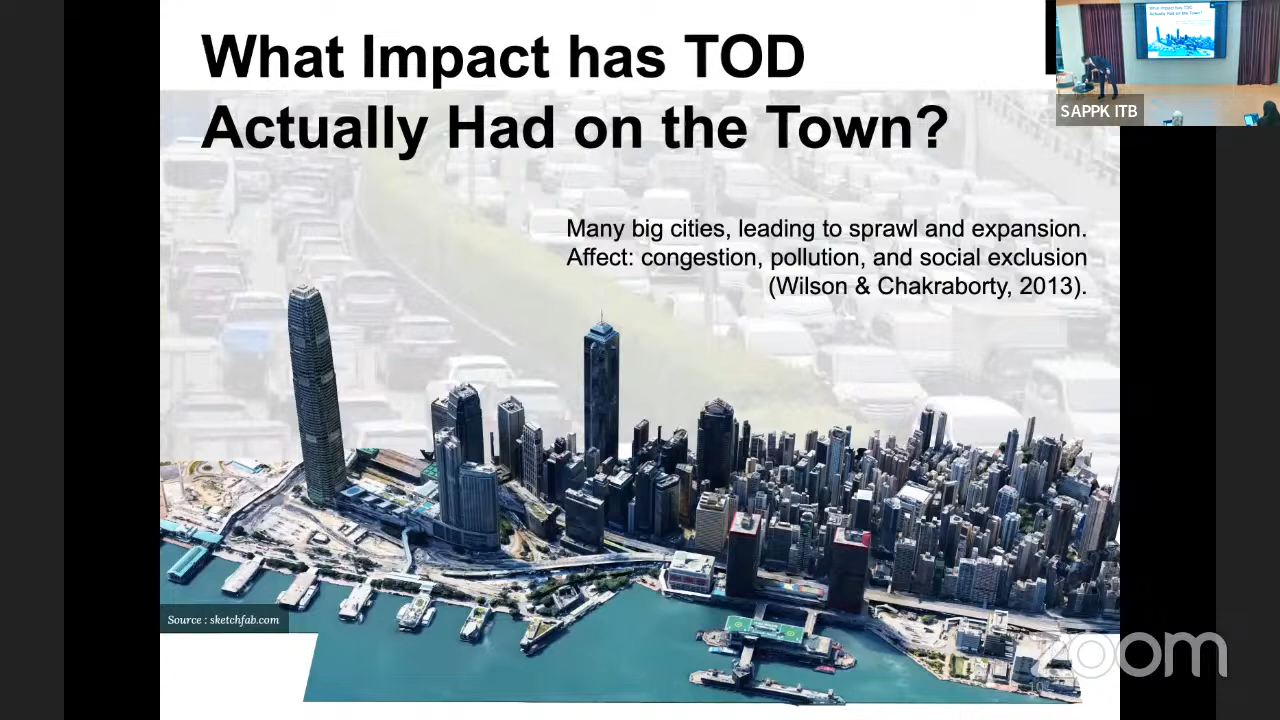 What Impact has TOD
Actually Had on the Town?
SAPPK ITB
Many big cities, leading to sprawl and expansion.
Affect: congestion, pollution, and social exclusion
(Wilson & Chakraborty, 2013).
Source : sketchfab.com
zoom